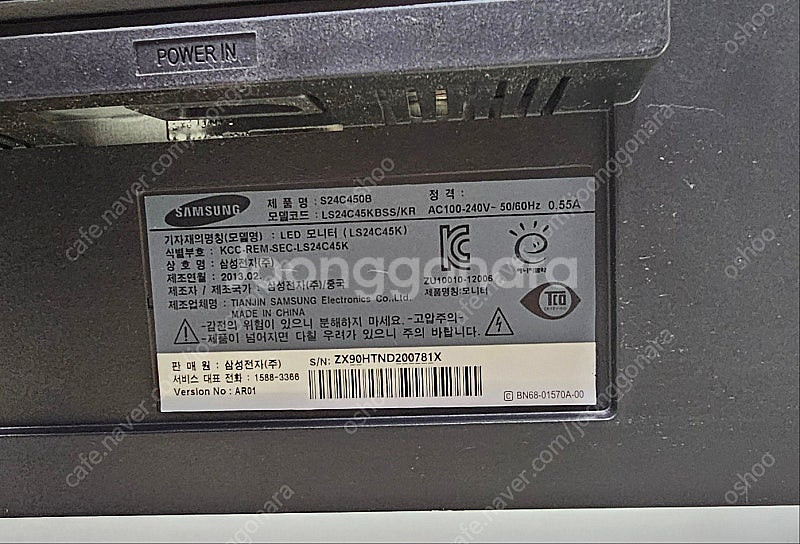 POWER IN
SAMSUNG
제 품 명 : S24C450B
모델코드 : LS24C45KBSS/KR
정 격 :
AC100-240V~ 50/60Hz 0.55A
기자재의명칭(모델명) : LED 모니터 (LS24C45K)
식별부호 : KCC-REM-SEC-LS24C45K
상 호 명 : 삼성전자(주)
제조연월 : 2013.02.
제조자 / 제조국가 : 삼성전자(주)/중국
제조업체명 : TIANJIN SAMSUNG Electronics Co.,Ltd.
MADE IN CHINA
ZU10010-12006
제품명칭:모니터
TCO
-감전의 위험이 있으니 분해하지 마세요. -고압주의-
-제품이 넘어지면 다칠 우려가 있으니 주의 바랍니다.
판 매 원 : 삼성전자(주)
서비스 대표 전화 : 1588-3366
Version No : AR01
S/N: ZX90HTND200781X
C BN68-01570A-00
joonggonara
cafe.naver.com/joonggonara
oshoo